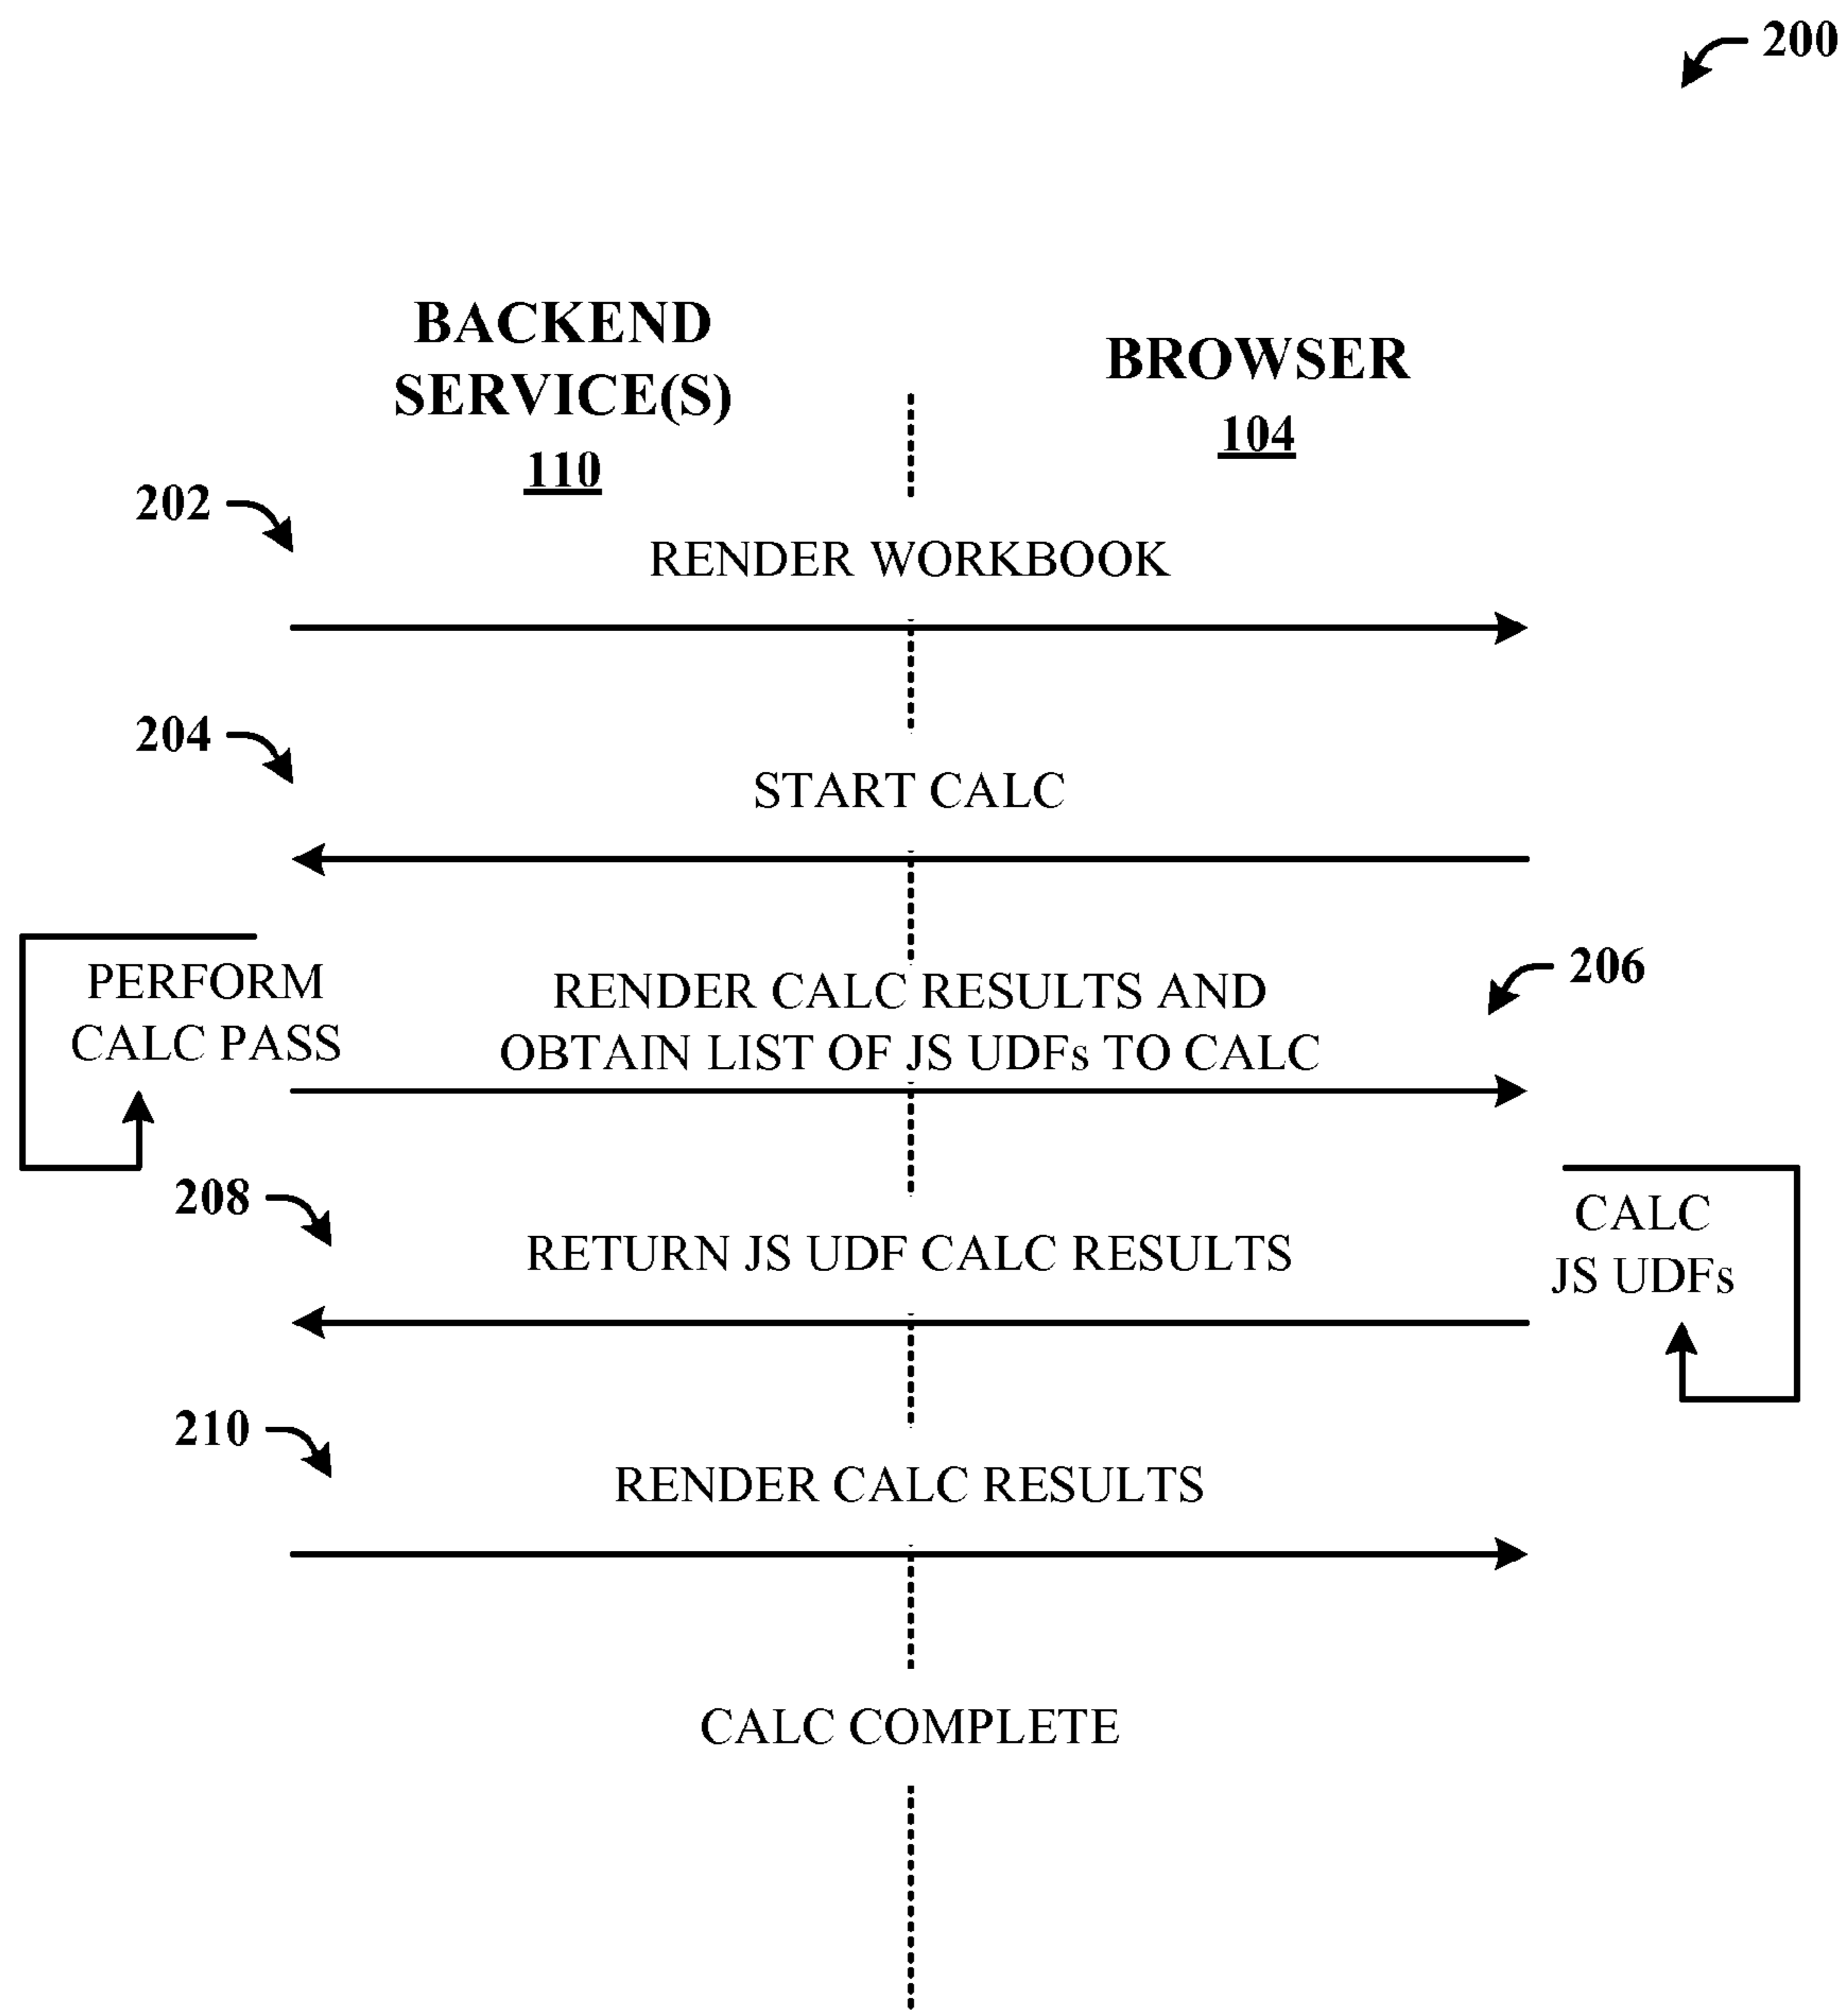 200
BACKEND
SERVICE(S)
110
BROWSER
104
202
RENDER WORKBOOK
204
START CALC
PERFORM
CALC PASS
RENDER CALC RESULTS AND
OBTAIN LIST OF JS UDFs TO CALC
206
208
RETURN JS UDF CALC RESULTS
CALC
JS UDFs
210
RENDER CALC RESULTS
CALC COMPLETE